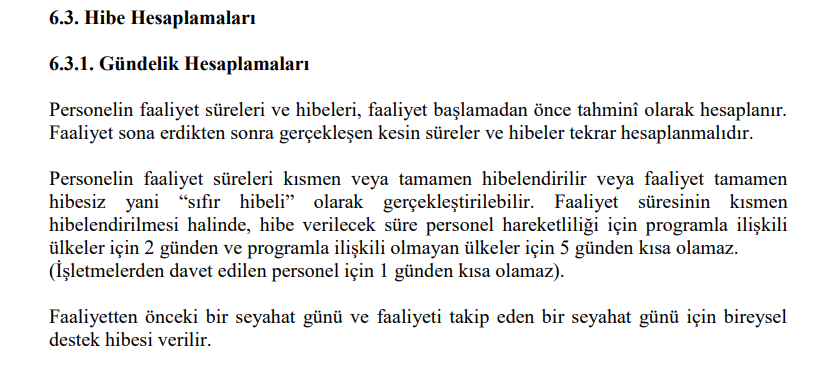 6.3. Hibe Hesaplamaları
6.3.1. Gündelik Hesaplamaları
Personelin faaliyet süreleri ve hibeleri, faaliyet başlamadan önce tahminî olarak hesaplanır.
Faaliyet sona erdikten sonra gerçekleşen kesin süreler ve hibeler tekrar hesaplanmalıdır.
Personelin faaliyet süreleri kısmen veya tamamen hibelendirilir veya faaliyet tamamen
hibesiz yani “sıfır hibeli” olarak gerçekleştirilebilir. Faaliyet süresinin kısmen
hibelendirilmesi halinde, hibe verilecek süre personel hareketliliği için programla ilişkili
ülkeler için 2 günden ve programla ilişkili olmayan ülkeler için 5 günden kısa olamaz.
(İşletmelerden davet edilen personel için 1 günden kısa olamaz).
Faaliyetten önceki bir seyahat günü ve faaliyeti takip eden bir seyahat günü için bireysel
destek hibesi verilir.